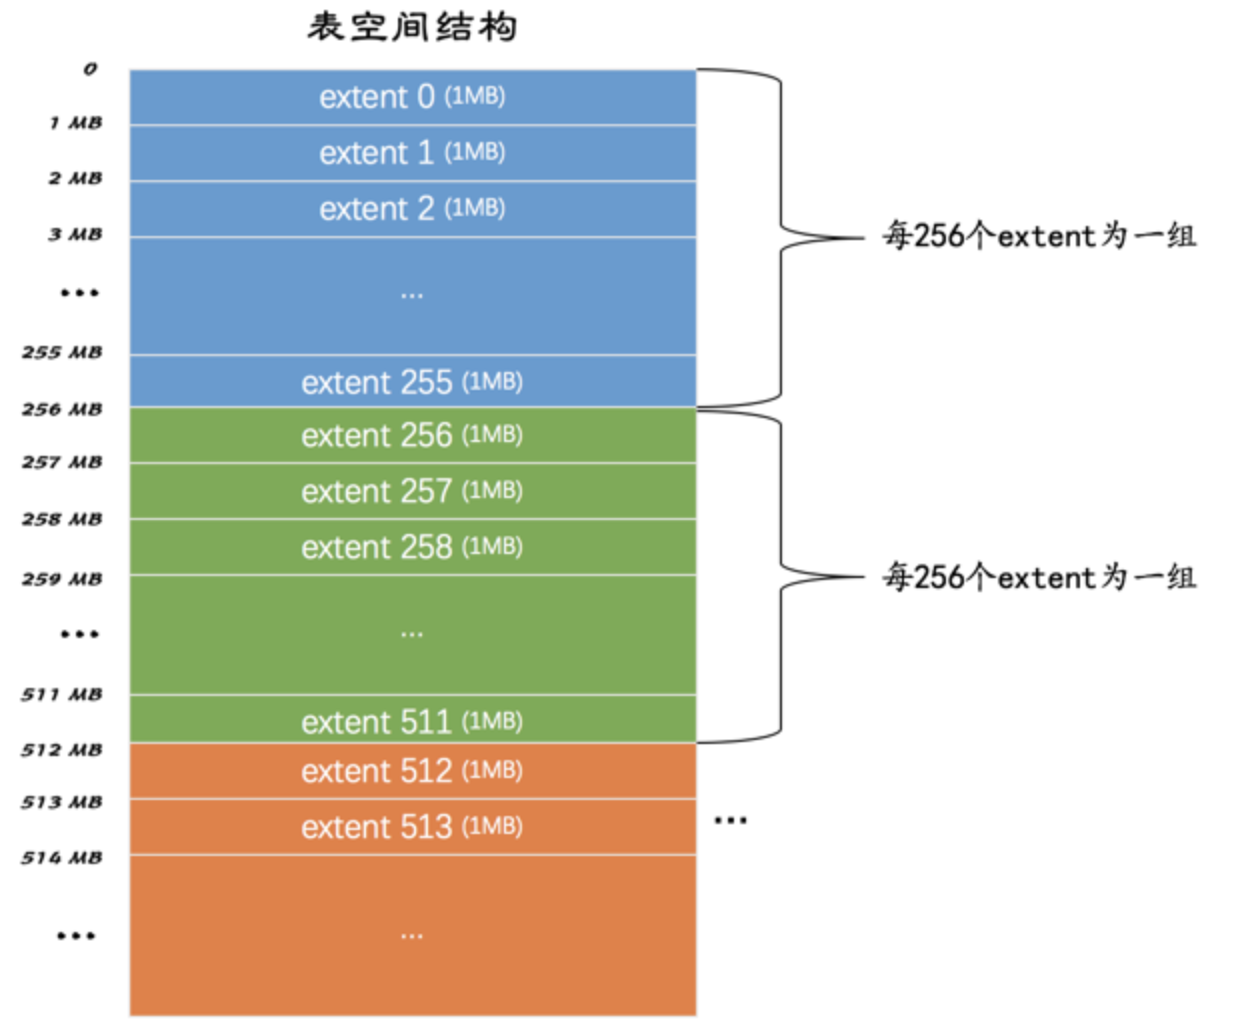 表空间结构
0
extent 0 (1MB)
1 MB
extent 1 (1MB)
2 MB
extent 2 (1MB)
3 MB
每256个extent为一组
...
...
255 MB
extent 255 (1MB)
256 MB
extent 256 (1MB)
257 MB
extent 257 (1MB)
258 MB
extent 258 (1MB)
259 MB
每256个extent为一组
...
...
511 MB
extent 511 (1MB)
512 MB
extent 512 (1MB)
513 MB
extent 513 (1MB)
...
514 MB
...
...